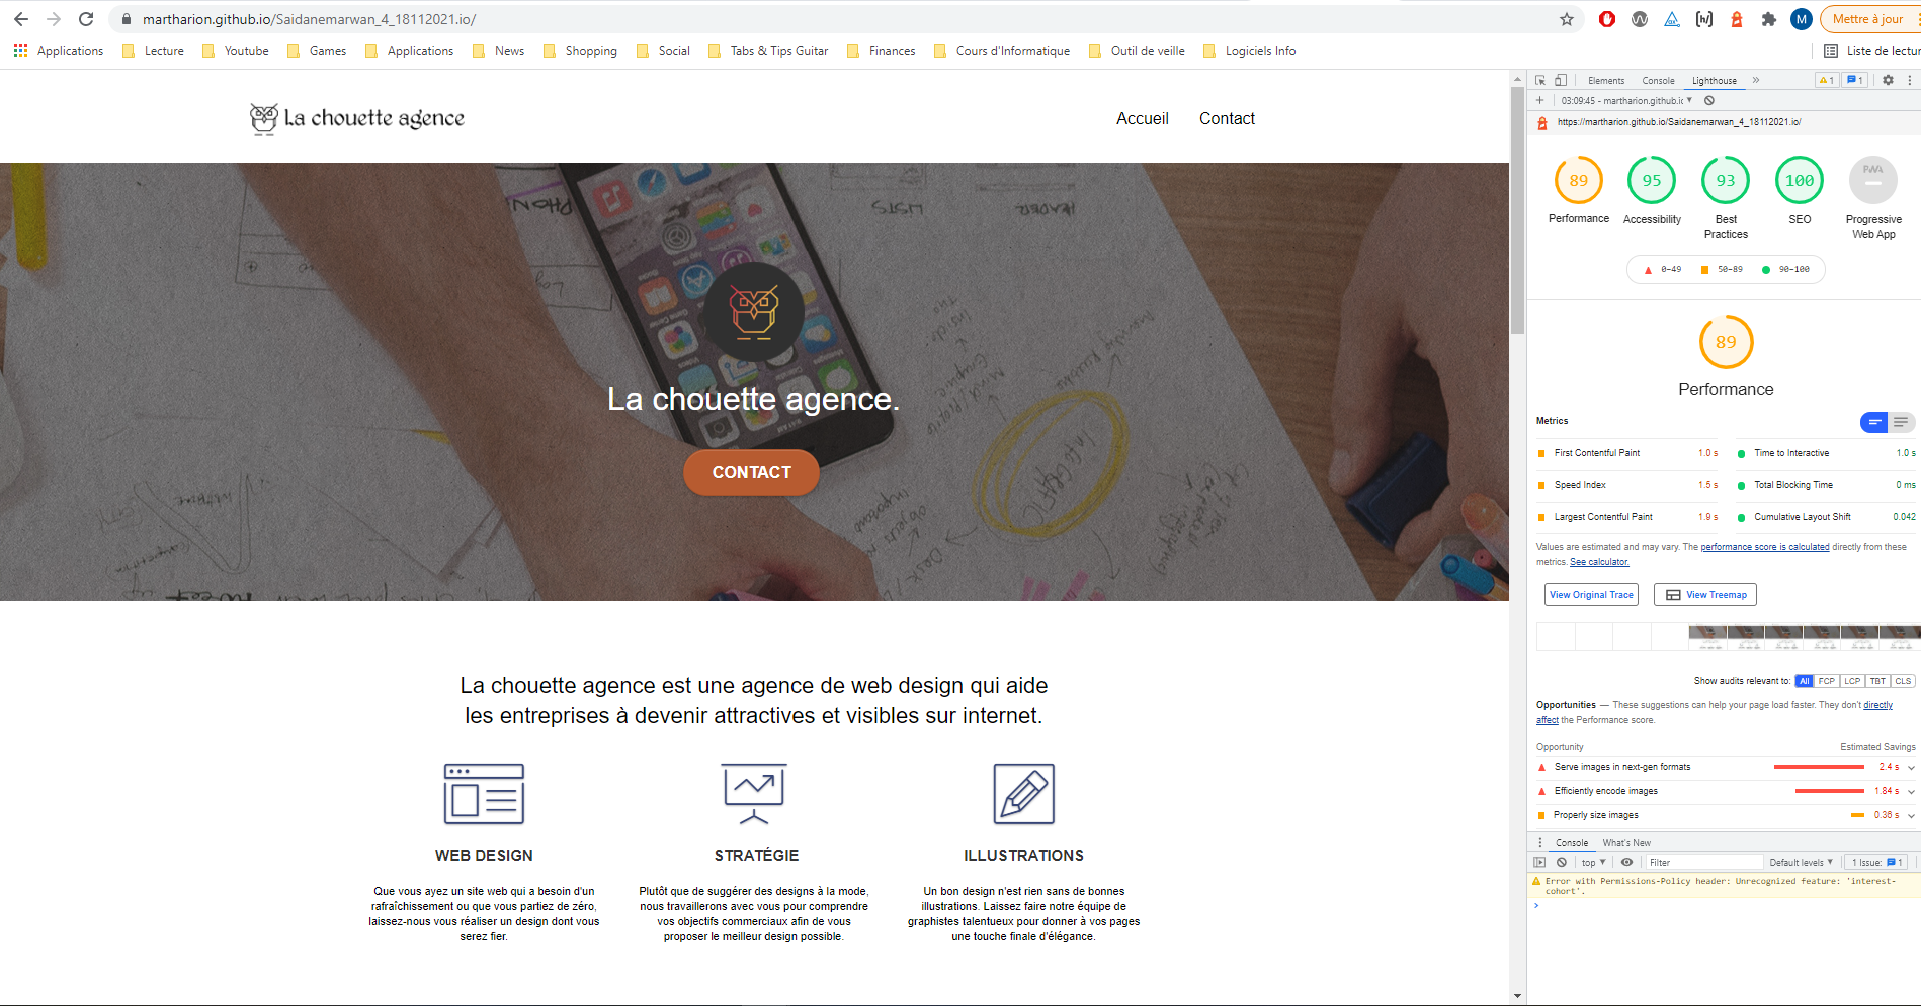 martharion.github.io/Saidanemarwan_4_18112021.io/
M
Mettre à jour
Applications
Lecture
Youtube
Games
Applications
News
Shopping
Social
Tabs & Tips Guitar
Finances
Cours d'Informatique
Outil de veille
Logiciels Info
Liste de lectur
La chouette agence
Accueil
Contact
PHON
LISTS
HEADER
La chouette agence.
CONTACT
La chouette agence est une agence de web design qui aide
les entreprises à devenir attractives et visibles sur internet.
WEB DESIGN
Que vous ayez un site web qui a besoin d'un
rafraîchissement ou que vous partiez de zéro,
laissez-nous vous réaliser un design dont vous
serez fier.
STRATÉGIE
Plutôt que de suggérer des designs à la mode,
nous travaillerons avec vous pour comprendre
vos objectifs commerciaux afin de vous
proposer le meilleur design possible.
ILLUSTRATIONS
Un bon design n'est rien sans de bonnes
illustrations. Laissez faire notre équipe de
graphistes talentueux pour donner à vos pages
une touche finale d'élégance.
Elements
Console
Lighthouse
1
1
03:09:45 - martharion.github.ic
https://martharion.github.io/Saidanemarwan_4_18112021.io/
89
Performance
95
Accessibility
93
Best
Practices
100
SEO
PWA
Progressive
Web App
0-49
50-89
90-100
89
Performance
Metrics
First Contentful Paint 1.0 s
Time to Interactive 1.0 s
Speed Index 1.5 s
Total Blocking Time 0 ms
Largest Contentful Paint 1.9 s
Cumulative Layout Shift 0.042
Values are estimated and may vary. The performance score is calculated directly from these
metrics. See calculator.
View Original Trace
View Treemap
Show audits relevant to: All FCP LCP TBT CLS
Opportunities — These suggestions can help your page load faster. They don't directly
affect the Performance score.
Opportunity
Estimated Savings
Serve images in next-gen formats 2.4 s
Efficiently encode images 1.84 s
Properly size images 0.36 s
Console
What's New
top
Filter
Default levels
1 Issue: 1
Error with Permissions-Policy header: Unrecognized feature: 'interest-
cohort'.